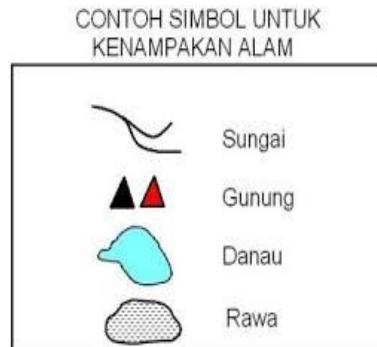 CONTOH SIMBOL UNTUK
KENAMPAKAN ALAM
Sungai
Gunung
Danau
Rawa